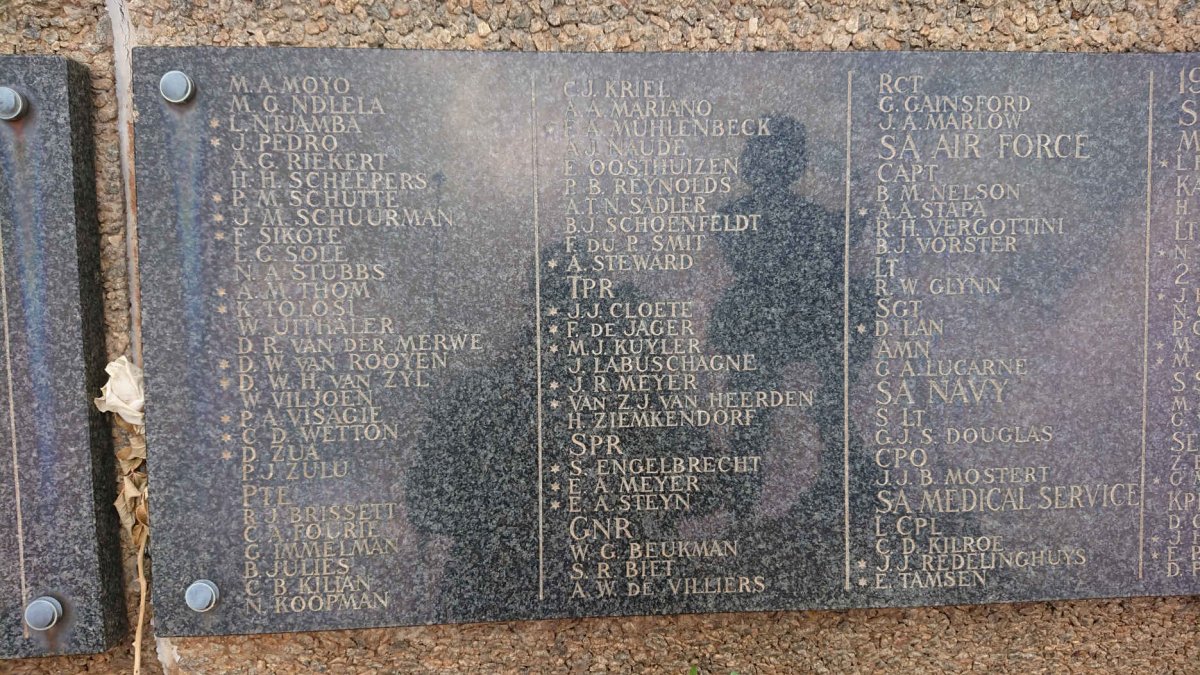 M. A. MOYO
M. G. NDLELA
* L. NTJAMBA
* J. PEDRO
A. G. RIEKERT
H. H. SCHEEPERS
* P. M. SCHUTTE
* J. M. SCHUURMAN
* F. SIKOTE
L. G. SOLE
N. A. STUBBS
* A. M. THOM
* K. TOLOSI
W. UITHALER
D. R. VAN DER MERWE
* D. W. VAN ROOYEN
* D. W. H. VAN ZYL
W. VILJOEN
* P. A. VISAGIE
* C. D. WETTON
* D. ZUA
P. J. ZULU
PTE
R. J. BRISSETT
C. A. FOURIE
G. IMMELMAN
B. JULIES
C. B. KILIAN
N. KOOPMAN
C. J. KRIEL
A. A. MARIANO
* E. A. MUHLENBECK
A. J. NAUDE
E. OOSTHUIZEN
P. B. REYNOLDS
A. T. N. SADLER
B. J. SCHOENFELDT
F. DU P. SMIT
* A. STEWARD
TPR
* J. J. CLOETE
* F. DE JAGER
* M. J. KUYLER
J. LABUSCHAGNE
* J. R. MEYER
* VAN Z. J. VAN HEERDEN
H. ZIEMKENDORF
SPR
* S. ENGELBRECHT
* E. A. MEYER
* E. A. STEYN
GNR
W. G. BEUKMAN
S. R. BIET
A. W. DE VILLIERS
RCT
G. GAINSFORD
J. A. MARLOW
SA AIR FORCE
CAPT
B. M. NELSON
* A. A. STAPA
R. H. VERGOTTINI
B. J. VORSTER
LT
R. W. GLYNN
SGT
* D. LAN
AMN
G. A. LUCARNE
SA NAVY
S LT
G. J. S. DOUGLAS
CPO
J. J. B. MOSTERT
SA MEDICAL SERVICE
L CPL
C. D. KILROE
* J. J. REDELINGHUYS
* E. TAMSEN